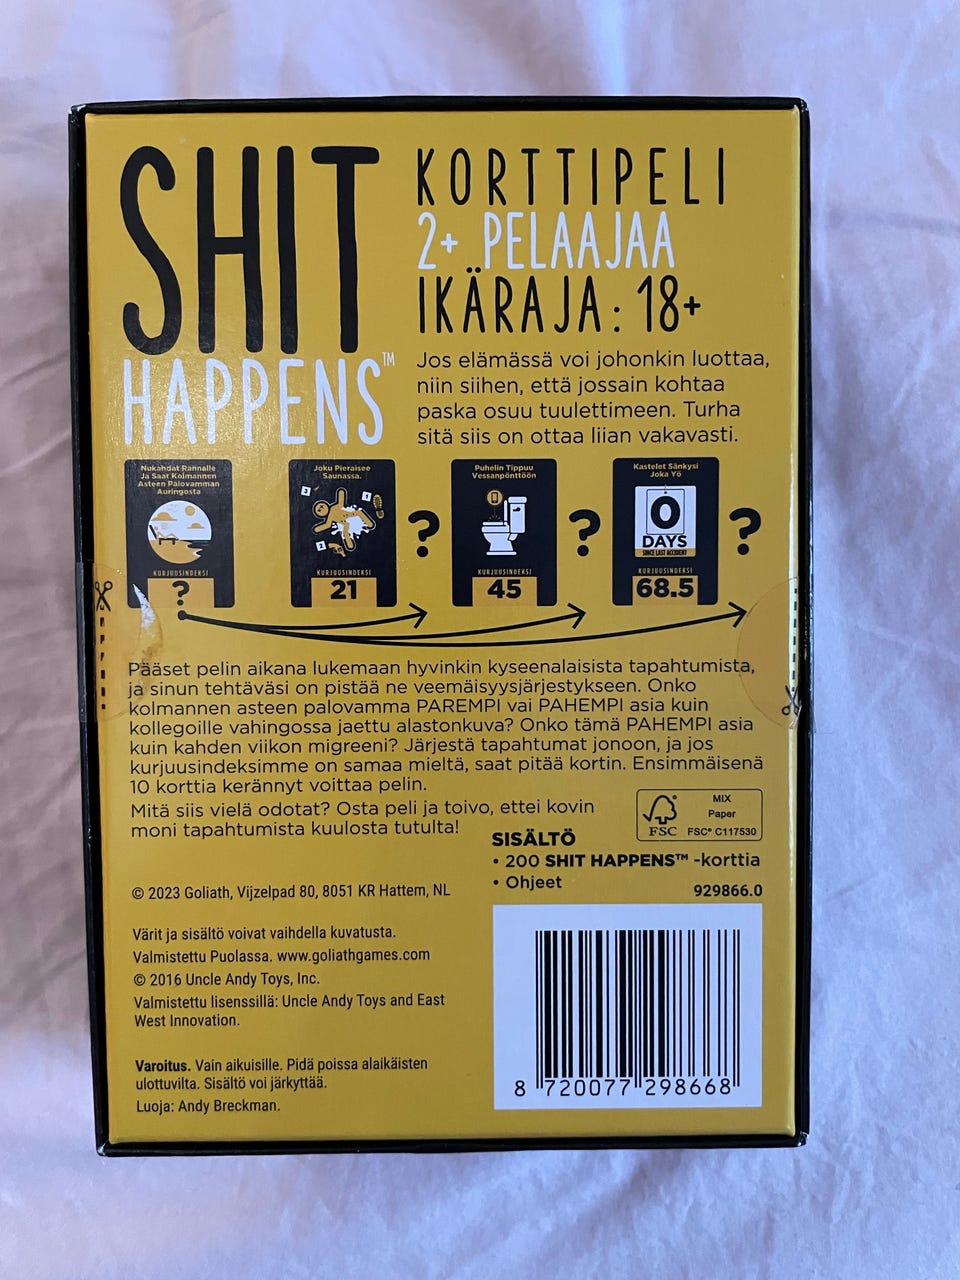 SHIT
HAPPENS™
KORTTIPELI
2+ PELAAJAA
IKÄRAJA: 18+
Jos elämässä voi johonkin luottaa,
niin siihen, että jossain kohtaa
paska osuu tuulettimeen. Turha
sitä siis on ottaa liian vakavasti.
Nukahdat Rannalle
Ja Saat Kolmannen
Asteen Palovamman
Auringosta
KURJUUSINDEKSI
?
Joku Pieraisee
Saunassa.
3
1
2
KURJUUSINDEKSI
21
?
Puhelin Tippuu
Vessanpönttöön
KURJUUSINDEKSI
45
?
Kastelet Sänkysi
Joka Yö
0
DAYS
SINCE LAST ACCIDENT
KURJUUSINDEKSI
68.5
?
Pääset pelin aikana lukemaan hyvinkin kyseenalaisista tapahtumista,
ja sinun tehtäväsi on pistää ne veemäisyysjärjestykseen. Onko
kolmannen asteen palovamma PAREMPI vai PAHEMPI asia kuin
kollegoille vahingossa jaettu alastonkuva? Onko tämä PAHEMPI asia
kuin kahden viikon migreeni? Järjestä tapahtumat jonoon, ja jos
kurjuusindeksimme on samaa mieltä, saat pitää kortin. Ensimmäisenä
10 korttia kerännyt voittaa pelin.
Mitä siis vielä odotat? Osta peli ja toivo, ettei kovin
moni tapahtumista kuulosta tutulta!
FSC
MIX
Paper
FSC® C117530
SISÄLTÖ
• 200 SHIT HAPPENS™ -korttia
• Ohjeet
929866.0
© 2023 Goliath, Vijzelpad 80, 8051 KR Hattem, NL
Värit ja sisältö voivat vaihdella kuvatusta.
Valmistettu Puolassa. www.goliathgames.com
© 2016 Uncle Andy Toys, Inc.
Valmistettu lisenssillä: Uncle Andy Toys and East
West Innovation.
Varoitus. Vain aikuisille. Pidä poissa alaikäisten
ulottuvilta. Sisältö voi järkyttää.
Luoja: Andy Breckman.
8 720077 298668